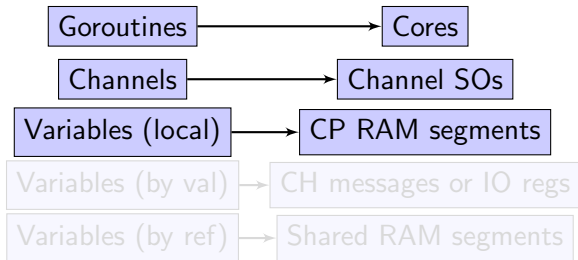 Goroutines Cores
Channels Channel SOs
Variables (local) CP RAM segments
Variables (by val) CH messages or IO regs
Variables (by ref) Shared RAM segments